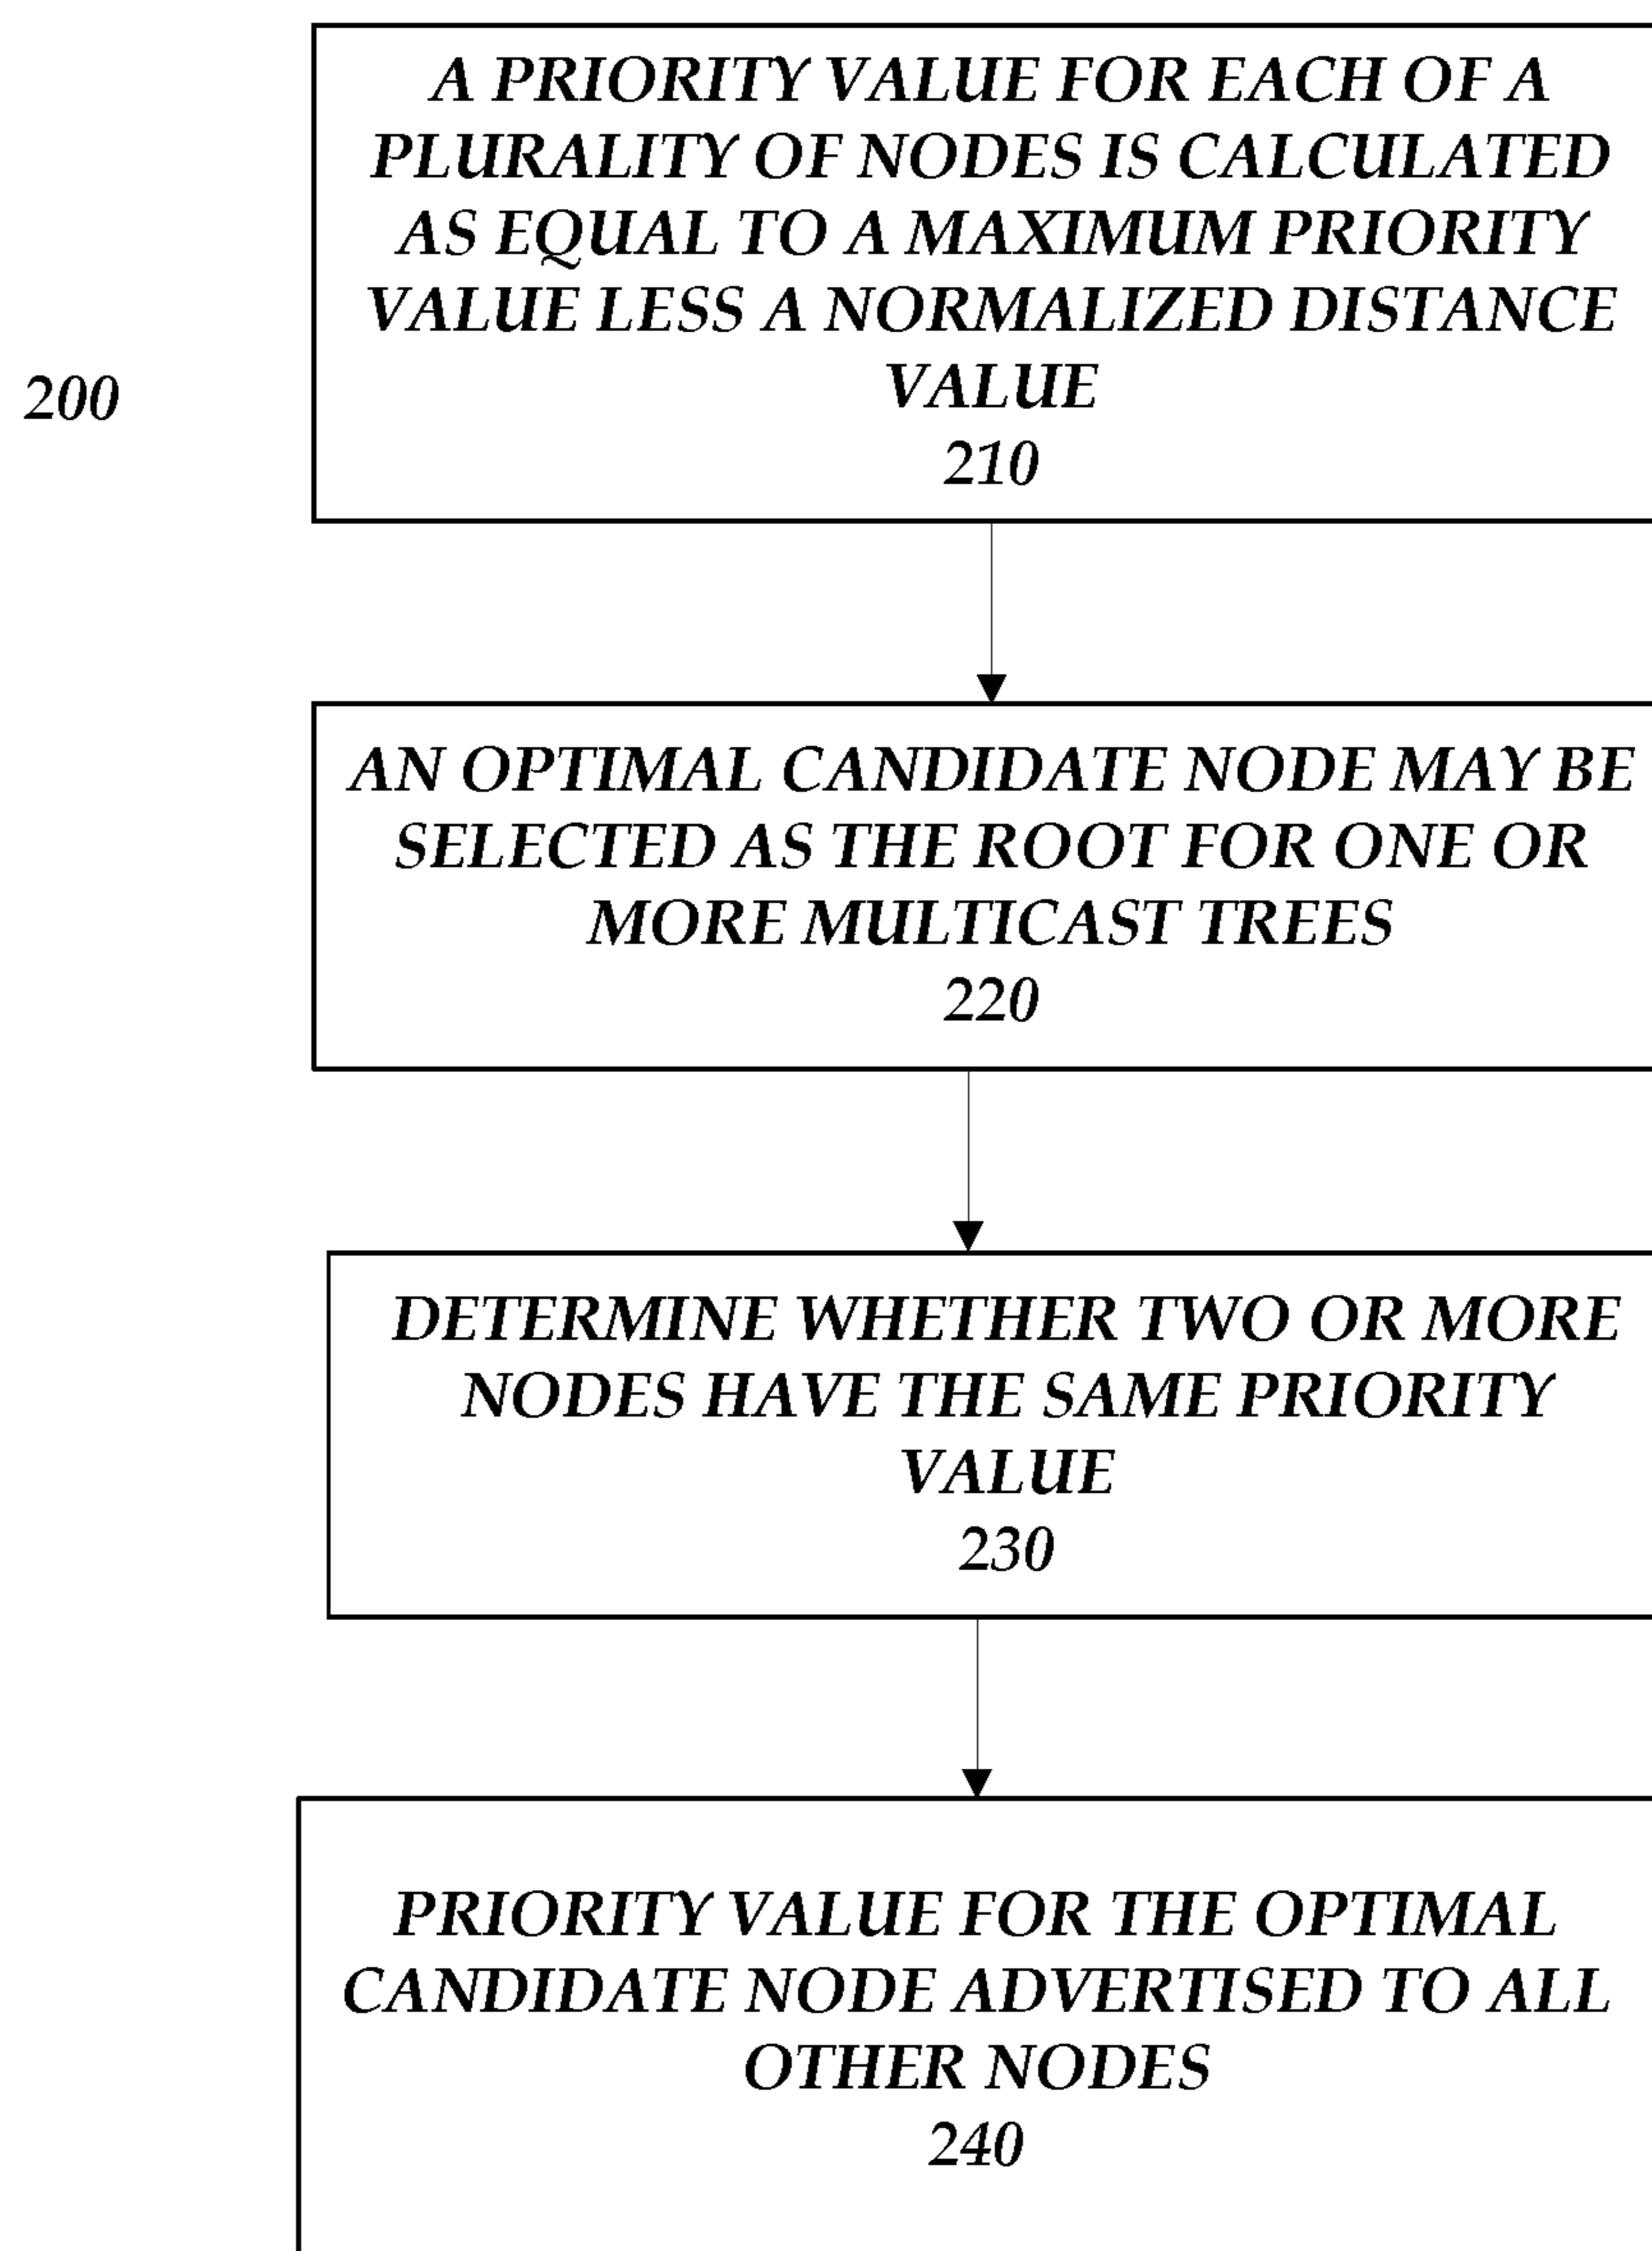 A PRIORITY VALUE FOR EACH OF A
PLURALITY OF NODES IS CALCULATED
AS EQUAL TO A MAXIMUM PRIORITY
VALUE LESS A NORMALIZED DISTANCE
VALUE
210
200
AN OPTIMAL CANDIDATE NODE MAY BE
SELECTED AS THE ROOT FOR ONE OR
MORE MULTICAST TREES
220
DETERMINE WHETHER TWO OR MORE
NODES HAVE THE SAME PRIORITY
VALUE
230
PRIORITY VALUE FOR THE OPTIMAL
CANDIDATE NODE ADVERTISED TO ALL
OTHER NODES
240